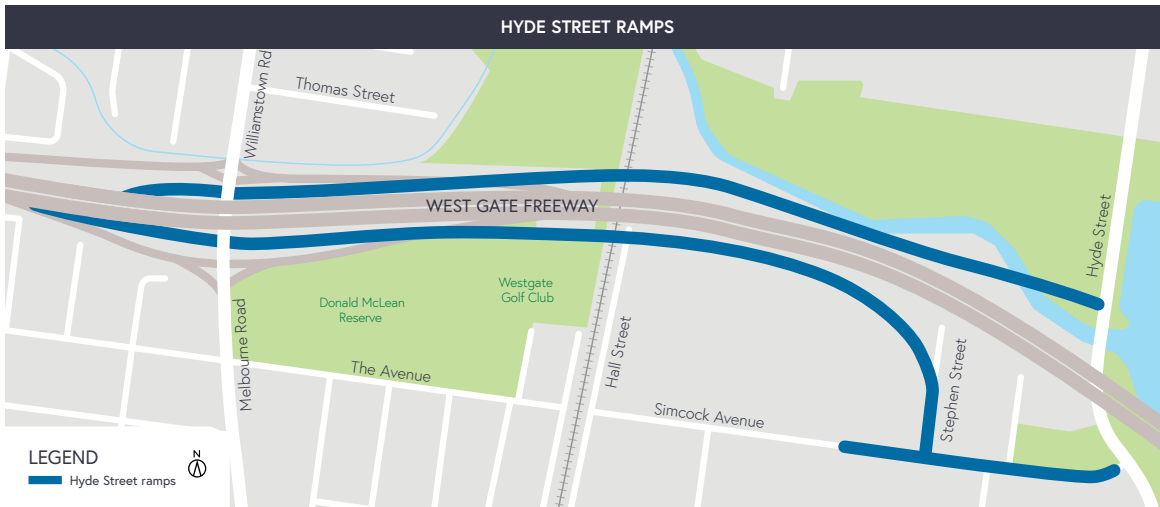 HYDE STREET RAMPS
Williamstown Rd
Thomas Street
WEST GATE FREEWAY
Hyde Street
Westgate
Golf Club
Donald McLean
Reserve
Melbourne Road
The Avenue
Hall Street
Simcock Avenue
Stephen Street
LEGEND
N
Hyde Street ramps